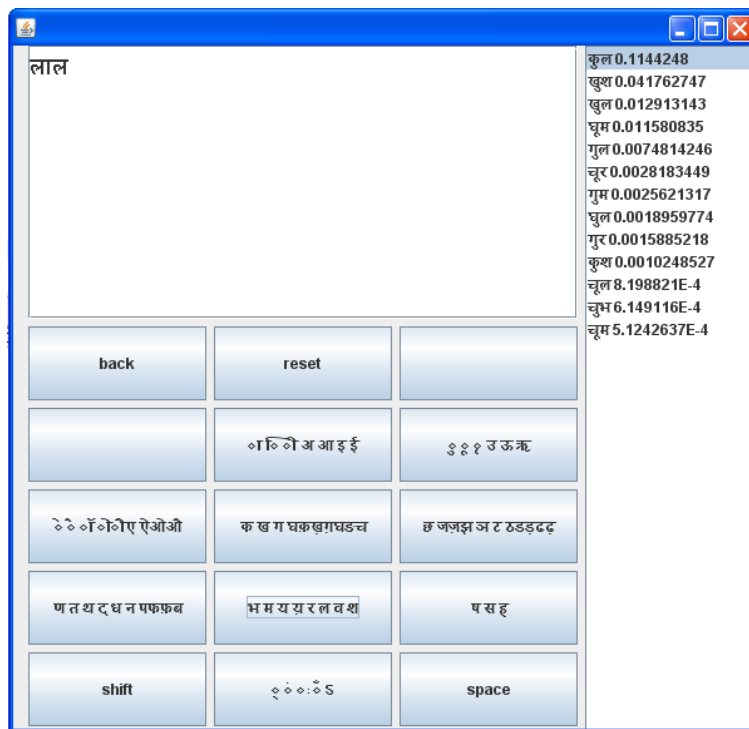 लाल
कुल 0.1144248
खुश 0.041762747
खुल 0.012913143
घूम 0.011580835
गुल 0.0074814246
चूर 0.0028183449
गुम 0.0025621317
घुल 0.0018959774
गुर 0.0015885218
कुश 0.0010248527
चूल 8.198821E-4
चुभ 6.149116E-4
चूम 5.1242637E-4
back reset
ा ि ी अ आ इ ई ु ू ृ उ ऊ ऋ
े ै ॉ ो ौ ए ऐ ओ औ क ख ग घ क़ ख़ ग़ घ ङ च छ ज ज़ झ ञ ट ठ ड ड़ ढ ढ़
ण त थ द ध न प फ फ़ ब भ म य य़ र ल व श ष स ह
shift ् ं ः ँ ऽ space